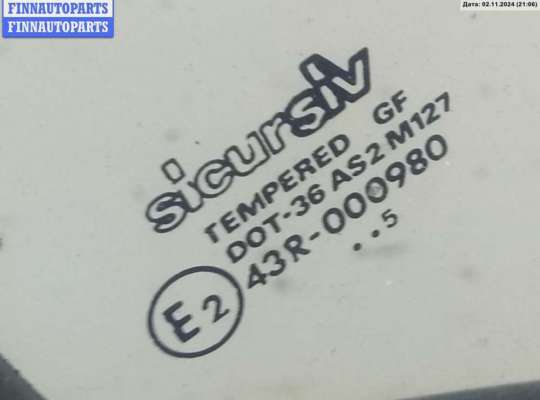 FINNAUTOPARTS
FINNAUTOPARTS
Дата: 02.11.2024 (21:06)
sicursiv
TEMPERED GF
DOT-36 AS2 M127
43R-000980
..5
E2